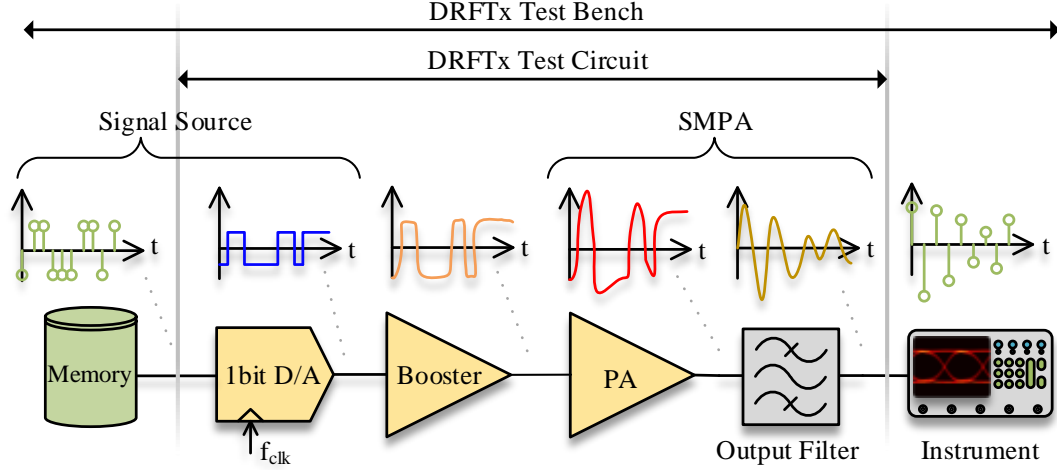 DRFTx Test Bench
DRFTx Test Circuit
Signal Source
SMPA
t
t
t
t
t
t
Memory
1bit D/A
Booster
PA
fclk
Output Filter
Instrument